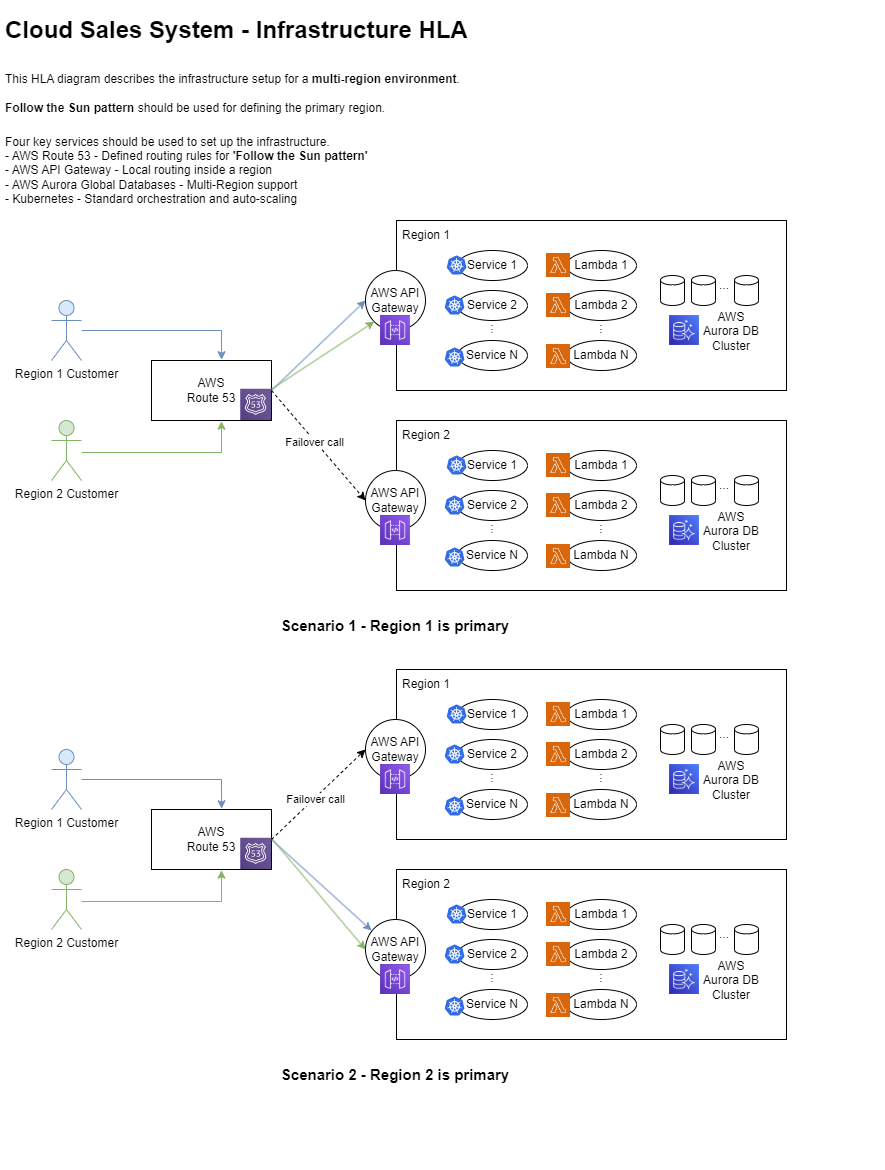 Cloud Sales System - Infrastructure HLA
This HLA diagram describes the infrastructure setup for a multi-region environment.
Follow the Sun pattern should be used for defining the primary region.
Four key services should be used to set up the infrastructure.
- AWS Route 53 - Defined routing rules for 'Follow the Sun pattern'
- AWS API Gateway - Local routing inside a region
- AWS Aurora Global Databases - Multi-Region support
- Kubernetes - Standard orchestration and auto-scaling
Region 1 Customer
Region 2 Customer
AWS
Route 53
53
Failover call
AWS API
Gateway
Region 1
Service 1
Service 2
⋮
Service N
Lambda 1
Lambda 2
⋮
Lambda N
...
AWS
Aurora DB
Cluster
AWS API
Gateway
Region 2
Service 1
Service 2
⋮
Service N
Lambda 1
Lambda 2
⋮
Lambda N
...
AWS
Aurora DB
Cluster
Scenario 1 - Region 1 is primary
Region 1 Customer
Region 2 Customer
AWS
Route 53
53
Failover call
AWS API
Gateway
Region 1
Service 1
Service 2
⋮
Service N
Lambda 1
Lambda 2
⋮
Lambda N
...
AWS
Aurora DB
Cluster
AWS API
Gateway
Region 2
Service 1
Service 2
⋮
Service N
Lambda 1
Lambda 2
⋮
Lambda N
...
AWS
Aurora DB
Cluster
Scenario 2 - Region 2 is primary